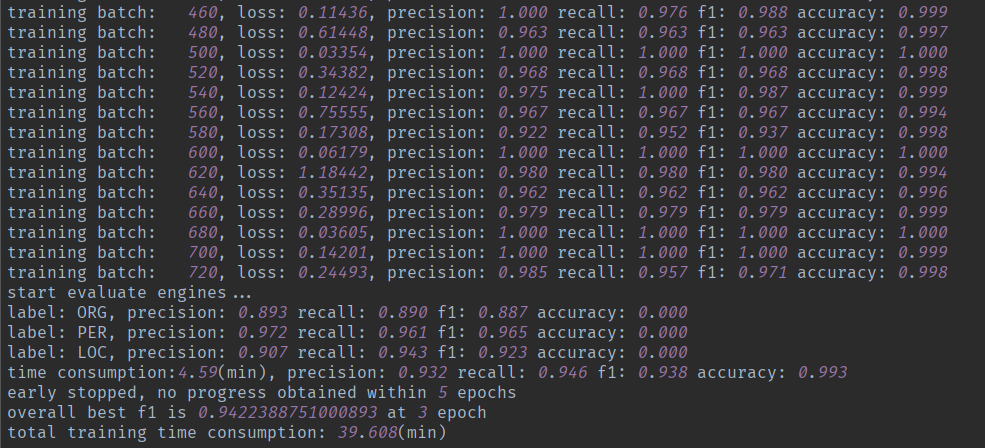 training batch:   460, loss: 0.11436, precision: 1.000 recall: 0.976 f1: 0.988 accuracy: 0.999
training batch:   480, loss: 0.61448, precision: 0.963 recall: 0.963 f1: 0.963 accuracy: 0.997
training batch:   500, loss: 0.03354, precision: 1.000 recall: 1.000 f1: 1.000 accuracy: 1.000
training batch:   520, loss: 0.34382, precision: 0.968 recall: 0.968 f1: 0.968 accuracy: 0.998
training batch:   540, loss: 0.12424, precision: 0.975 recall: 1.000 f1: 0.987 accuracy: 0.999
training batch:   560, loss: 0.75555, precision: 0.967 recall: 0.967 f1: 0.967 accuracy: 0.994
training batch:   580, loss: 0.17308, precision: 0.922 recall: 0.952 f1: 0.937 accuracy: 0.998
training batch:   600, loss: 0.06179, precision: 1.000 recall: 1.000 f1: 1.000 accuracy: 1.000
training batch:   620, loss: 1.18442, precision: 0.980 recall: 0.980 f1: 0.980 accuracy: 0.994
training batch:   640, loss: 0.35135, precision: 0.962 recall: 0.962 f1: 0.962 accuracy: 0.996
training batch:   660, loss: 0.28996, precision: 0.979 recall: 0.979 f1: 0.979 accuracy: 0.999
training batch:   680, loss: 0.03605, precision: 1.000 recall: 1.000 f1: 1.000 accuracy: 1.000
training batch:   700, loss: 0.14201, precision: 1.000 recall: 1.000 f1: 1.000 accuracy: 0.999
training batch:   720, loss: 0.24493, precision: 0.985 recall: 0.957 f1: 0.971 accuracy: 0.998
start evaluate engines...
label: ORG, precision: 0.893 recall: 0.890 f1: 0.887 accuracy: 0.000
label: PER, precision: 0.972 recall: 0.961 f1: 0.965 accuracy: 0.000
label: LOC, precision: 0.907 recall: 0.943 f1: 0.923 accuracy: 0.000
time consumption:4.59(min), precision: 0.932 recall: 0.946 f1: 0.938 accuracy: 0.993
early stopped, no progress obtained within 5 epochs
overall best f1 is 0.9422388751000893 at 3 epoch
total training time consumption: 39.608(min)